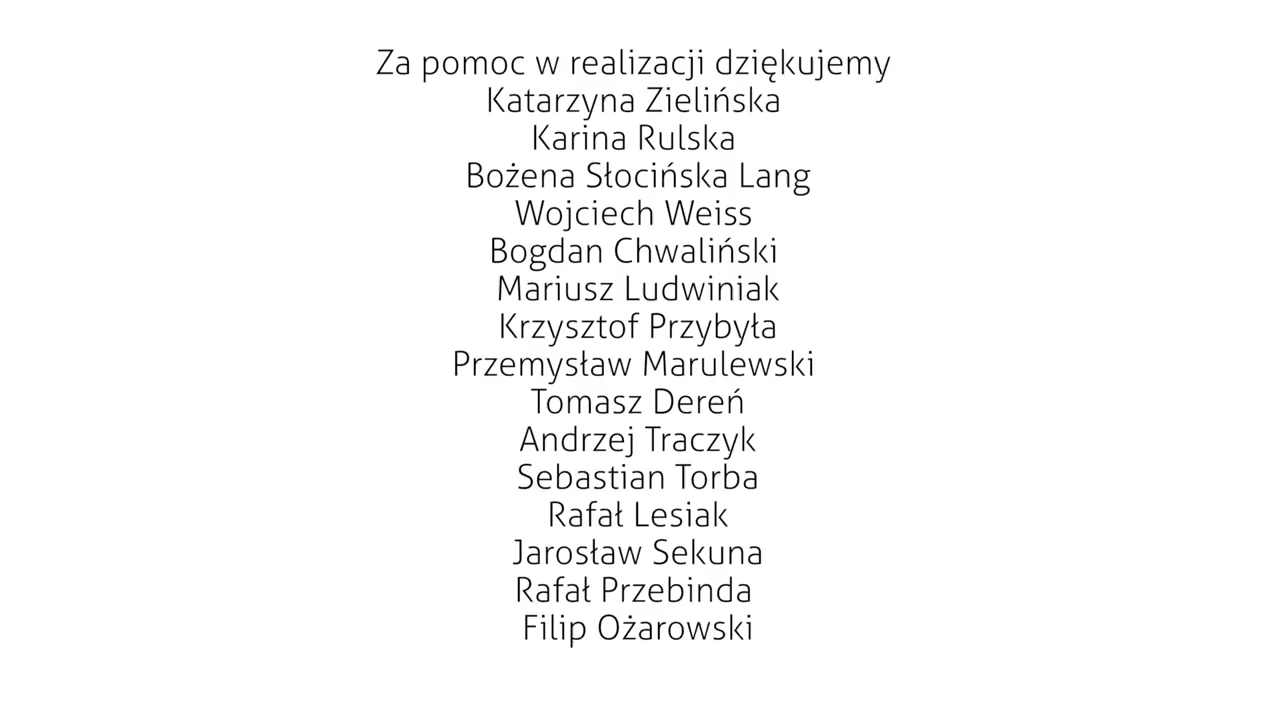 Za pomoc w realizacji dziękujemy
Katarzyna Zielińska
Karina Rulska
Bożena Słocińska Lang
Wojciech Weiss
Bogdan Chwaliński
Mariusz Ludwiniak
Krzysztof Przybyła
Przemysław Marulewski
Tomasz Dereń
Andrzej Traczyk
Sebastian Torba
Rafał Lesiak
Jarosław Sekuna
Rafał Przebinda
Filip Ożarowski